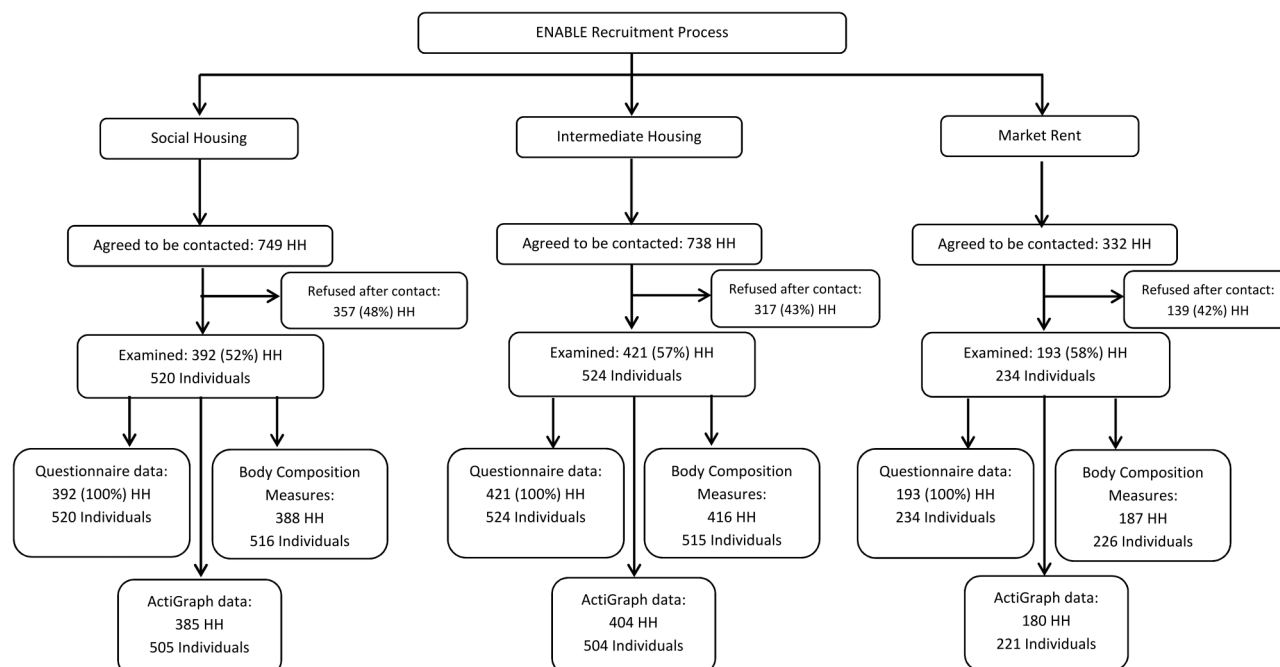 ENABLE Recruitment Process
Social Housing
Intermediate Housing
Market Rent
Agreed to be contacted: 749 HH
Agreed to be contacted: 738 HH
Agreed to be contacted: 332 HH
Refused after contact:
357 (48%) HH
Refused after contact:
317 (43%) HH
Refused after contact:
139 (42%) HH
Examined: 392 (52%) HH
520 Individuals
Examined: 421 (57%) HH
524 Individuals
Examined: 193 (58%) HH
234 Individuals
Questionnaire data:
392 (100%) HH
520 Individuals
Body Composition
Measures:
388 HH
516 Individuals
Questionnaire data:
421 (100%) HH
524 Individuals
Body Composition
Measures:
416 HH
515 Individuals
Questionnaire data:
193 (100%) HH
234 Individuals
Body Composition
Measures:
187 HH
226 Individuals
ActiGraph data:
385 HH
505 Individuals
ActiGraph data:
404 HH
504 Individuals
ActiGraph data:
180 HH
221 Individuals